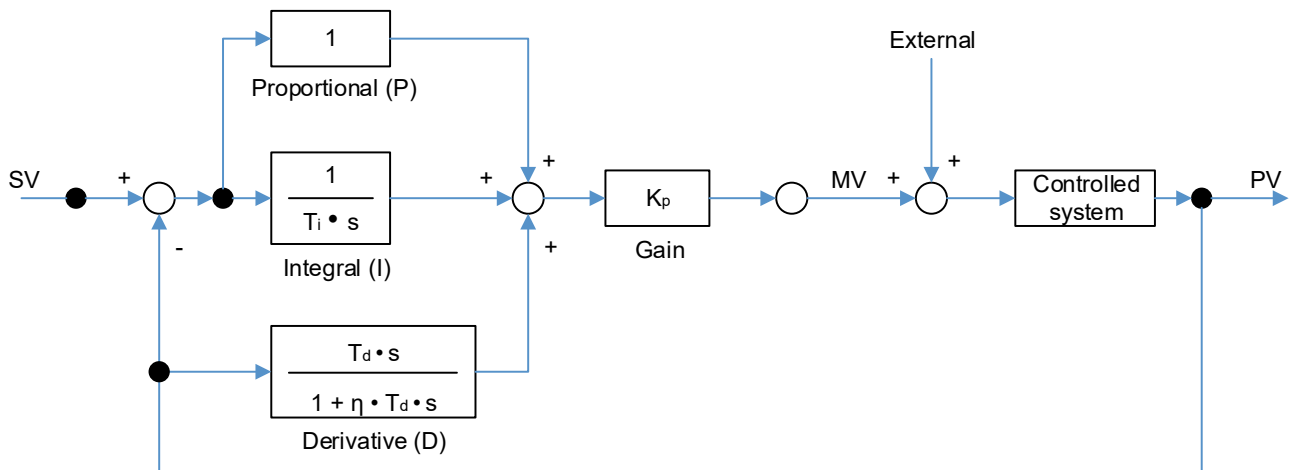 1
Proportional (P)
External
SV
+
-
1
Ti • s
Integral (I)
+
+
+
Kp
Gain
MV
+
+
Controlled
system
PV
Td • s
1 + η • Td • s
Derivative (D)